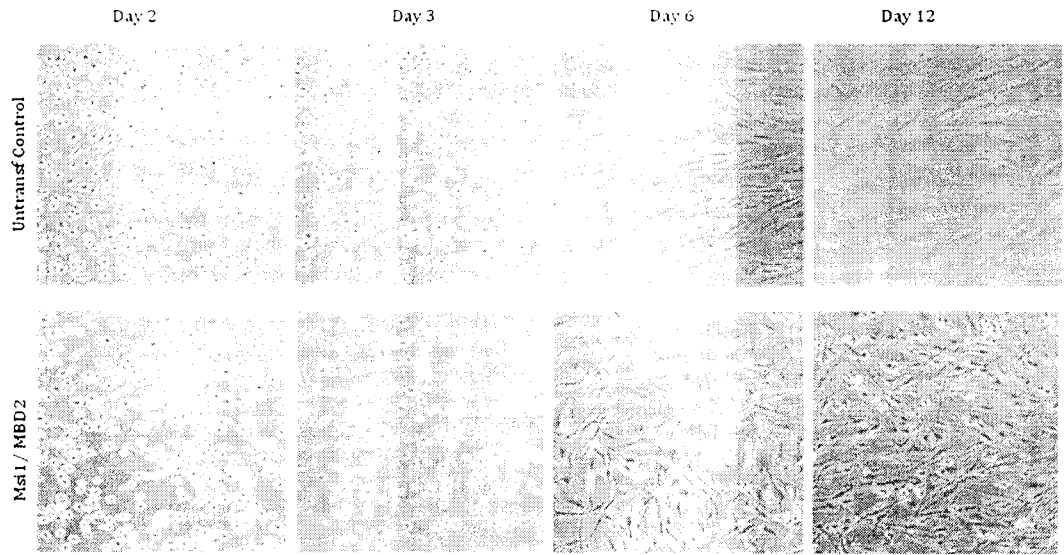 Day 2
Day 3
Day 6
Day 12
Untransf Control
Msi1 / MBD2